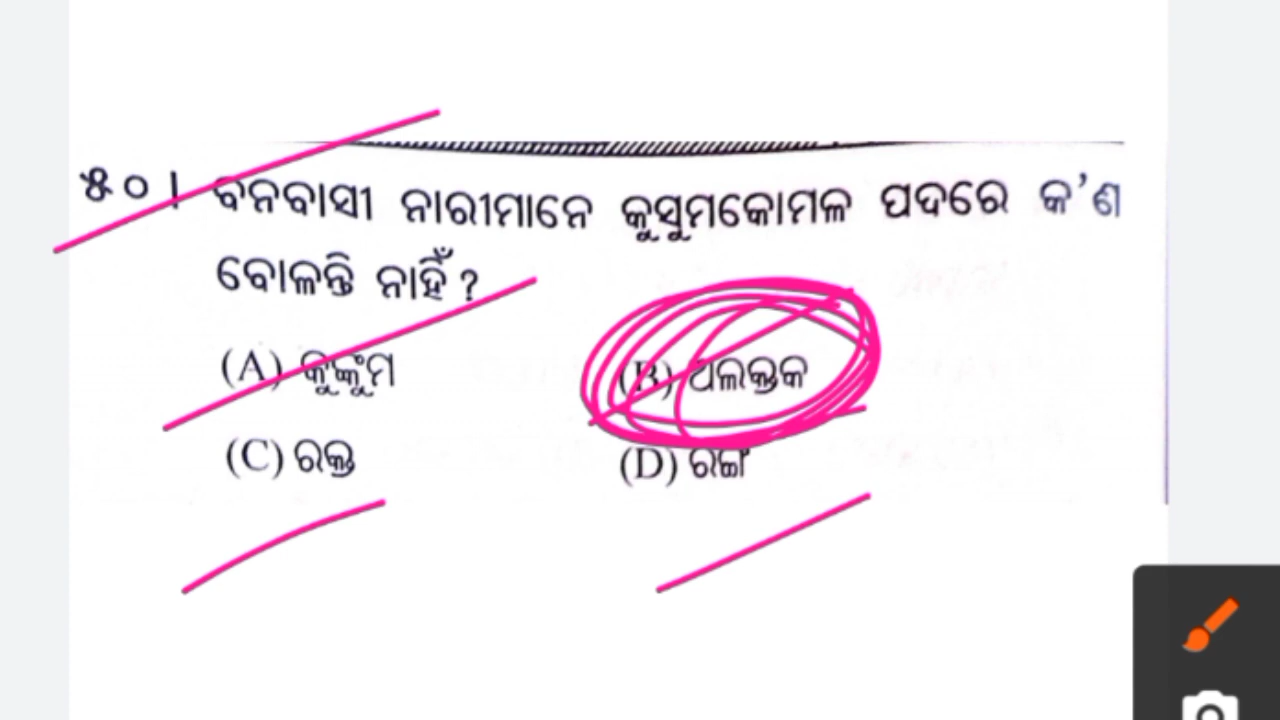 ୫୦। ବନବାସୀ ନାରୀମାନେ କୁସୁମକୋମଳ ପଦରେ କ'ଣ
ବୋଳନ୍ତି ନାହିଁ ?
(A) କୁଙ୍କୁମ (B) ଅଲକ୍ତକ
(C) ରକ୍ତ (D) ରଙ୍ଗ